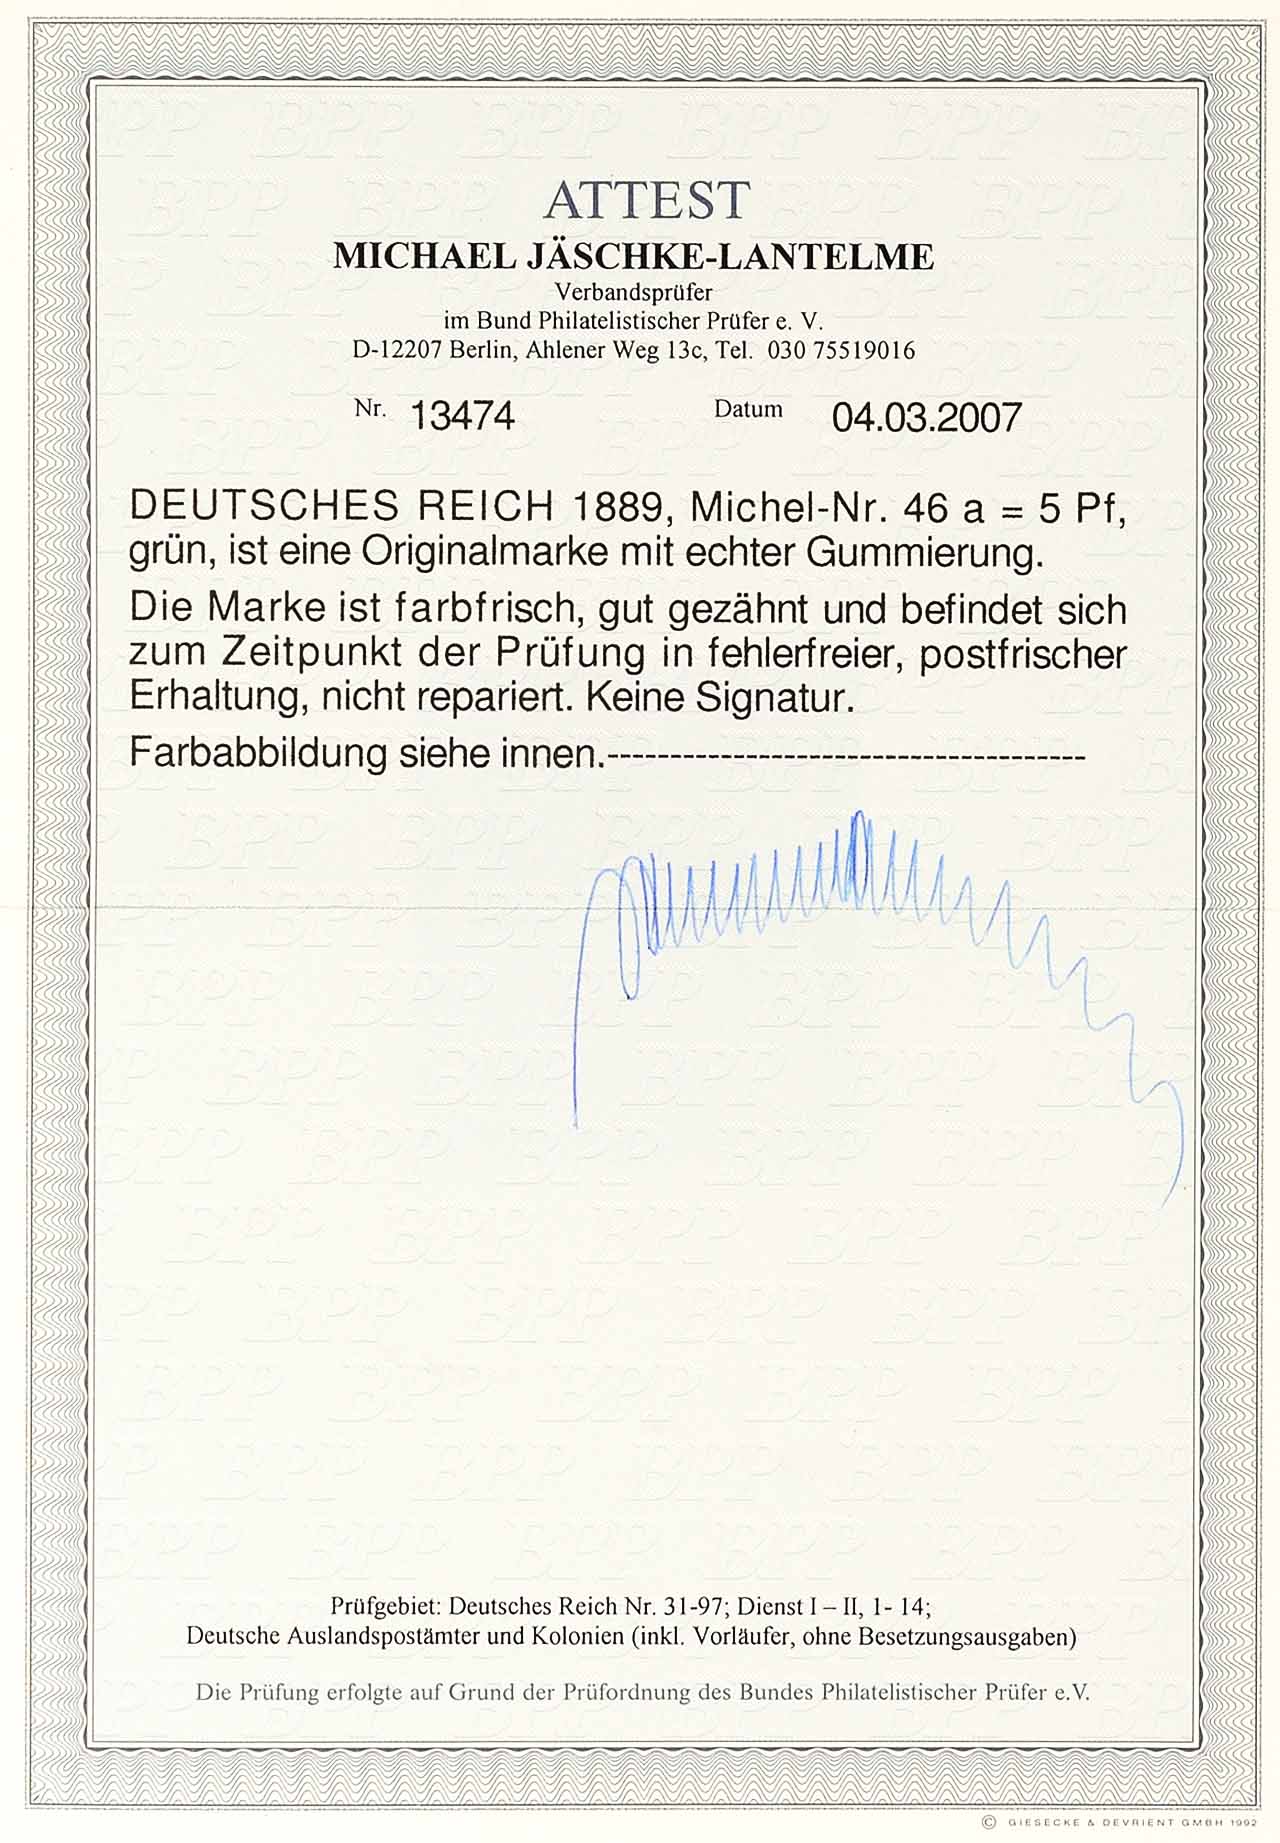 ATTEST
MICHAEL JÄSCHKE-LANTELME
Verbandsprüfer
im Bund Philatelistischer Prüfer e. V.
D-12207 Berlin, Ahlener Weg 13c, Tel. 030 75519016
Nr. 13474 Datum 04.03.2007
DEUTSCHES REICH 1889, Michel-Nr. 46 a = 5 Pf,
grün, ist eine Originalmarke mit echter Gummierung.
Die Marke ist farbfrisch, gut gezähnt und befindet sich
zum Zeitpunkt der Prüfung in fehlerfreier, postfrischer
Erhaltung, nicht repariert. Keine Signatur.
Farbabbildung siehe innen.--------------------------------------
Prüfgebiet: Deutsches Reich Nr. 31-97; Dienst I – II, 1- 14;
Deutsche Auslandspostämter und Kolonien (inkl. Vorläufer, ohne Besetzungsausgaben)
Die Prüfung erfolgte auf Grund der Prüfordnung des Bundes Philatelistischer Prüfer e.V.
© GIESECKE & DEVRIENT GMBH 1992